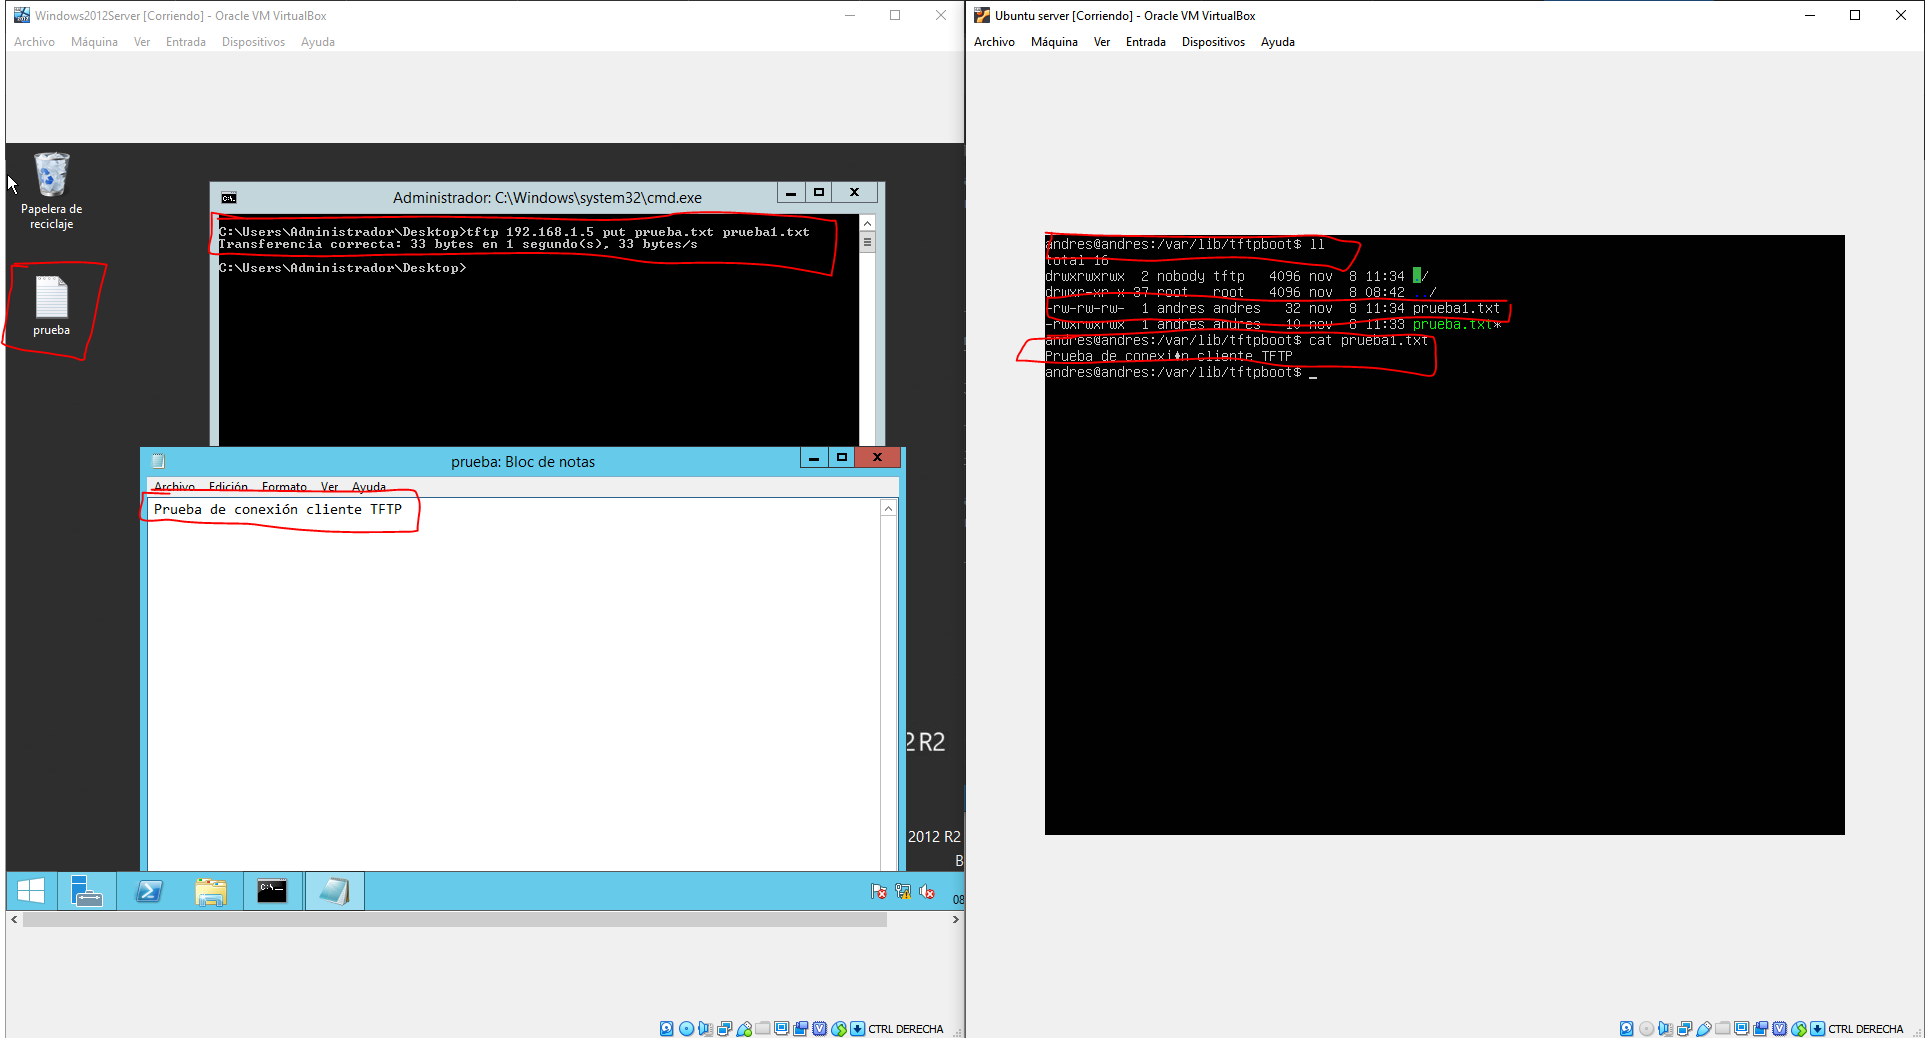 Windows2012Server [Corriendo] - Oracle VM VirtualBox
Archivo Máquina Ver Entrada Dispositivos Ayuda
Papelera de
reciclaje
prueba
Administrador: C:\Windows\system32\cmd.exe
C:\Users\Administrador\Desktop>tftp 192.168.1.5 put prueba.txt prueba1.txt
Transferencia correcta: 33 bytes en 1 segundo(s), 33 bytes/s
C:\Users\Administrador\Desktop>
prueba: Bloc de notas
Archivo Edición Formato Ver Ayuda
Prueba de conexión cliente TFTP
2 R2
2012 R2
B
08
CTRL DERECHA
Ubuntu server [Corriendo] - Oracle VM VirtualBox
Archivo Máquina Ver Entrada Dispositivos Ayuda
andres@andres:/var/lib/tftpboot$ ll
total 16
drwxrwxrwx 2 nobody tftp 4096 nov 8 11:34 ./
drwxr-xr-x 37 root root 4096 nov 8 08:42 ../
-rw-rw-rw- 1 andres andres 32 nov 8 11:34 prueba1.txt
-rwxrwxrwx 1 andres andres 10 nov 8 11:33 prueba.txt*
andres@andres:/var/lib/tftpboot$ cat prueba1.txt
Prueba de conexi♦n cliente TFTP
andres@andres:/var/lib/tftpboot$ _
CTRL DERECHA